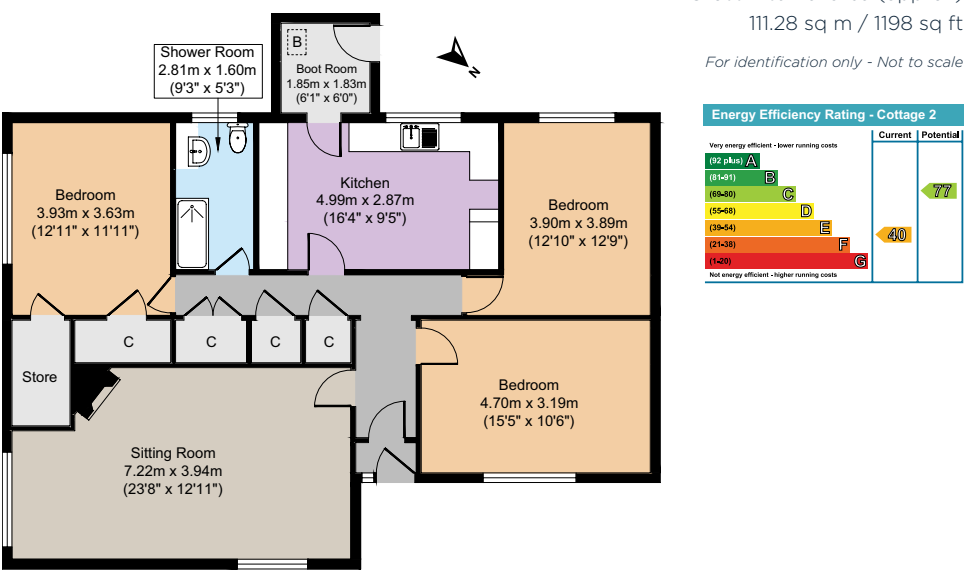 111.28 sq m / 1198 sq ft
For identification only - Not to scale
B
Boot Room
1.85m x 1.83m
(6'1" x 6'0")
Shower Room
2.81m x 1.60m
(9'3" x 5'3")
N
Bedroom
3.93m x 3.63m
(12'11" x 11'11")
Kitchen
4.99m x 2.87m
(16'4" x 9'5")
Bedroom
3.90m x 3.89m
(12'10" x 12'9")
C
C
C
C
Store
Bedroom
4.70m x 3.19m
(15'5" x 10'6")
Sitting Room
7.22m x 3.94m
(23'8" x 12'11")
Energy Efficiency Rating - Cottage 2
Current Potential
Very energy efficient - lower running costs
(92 plus) A
(81-91) B
(69-80) C
(55-68) D
(39-54) E
(21-38) F
(1-20) G
Not energy efficient - higher running costs
40
77